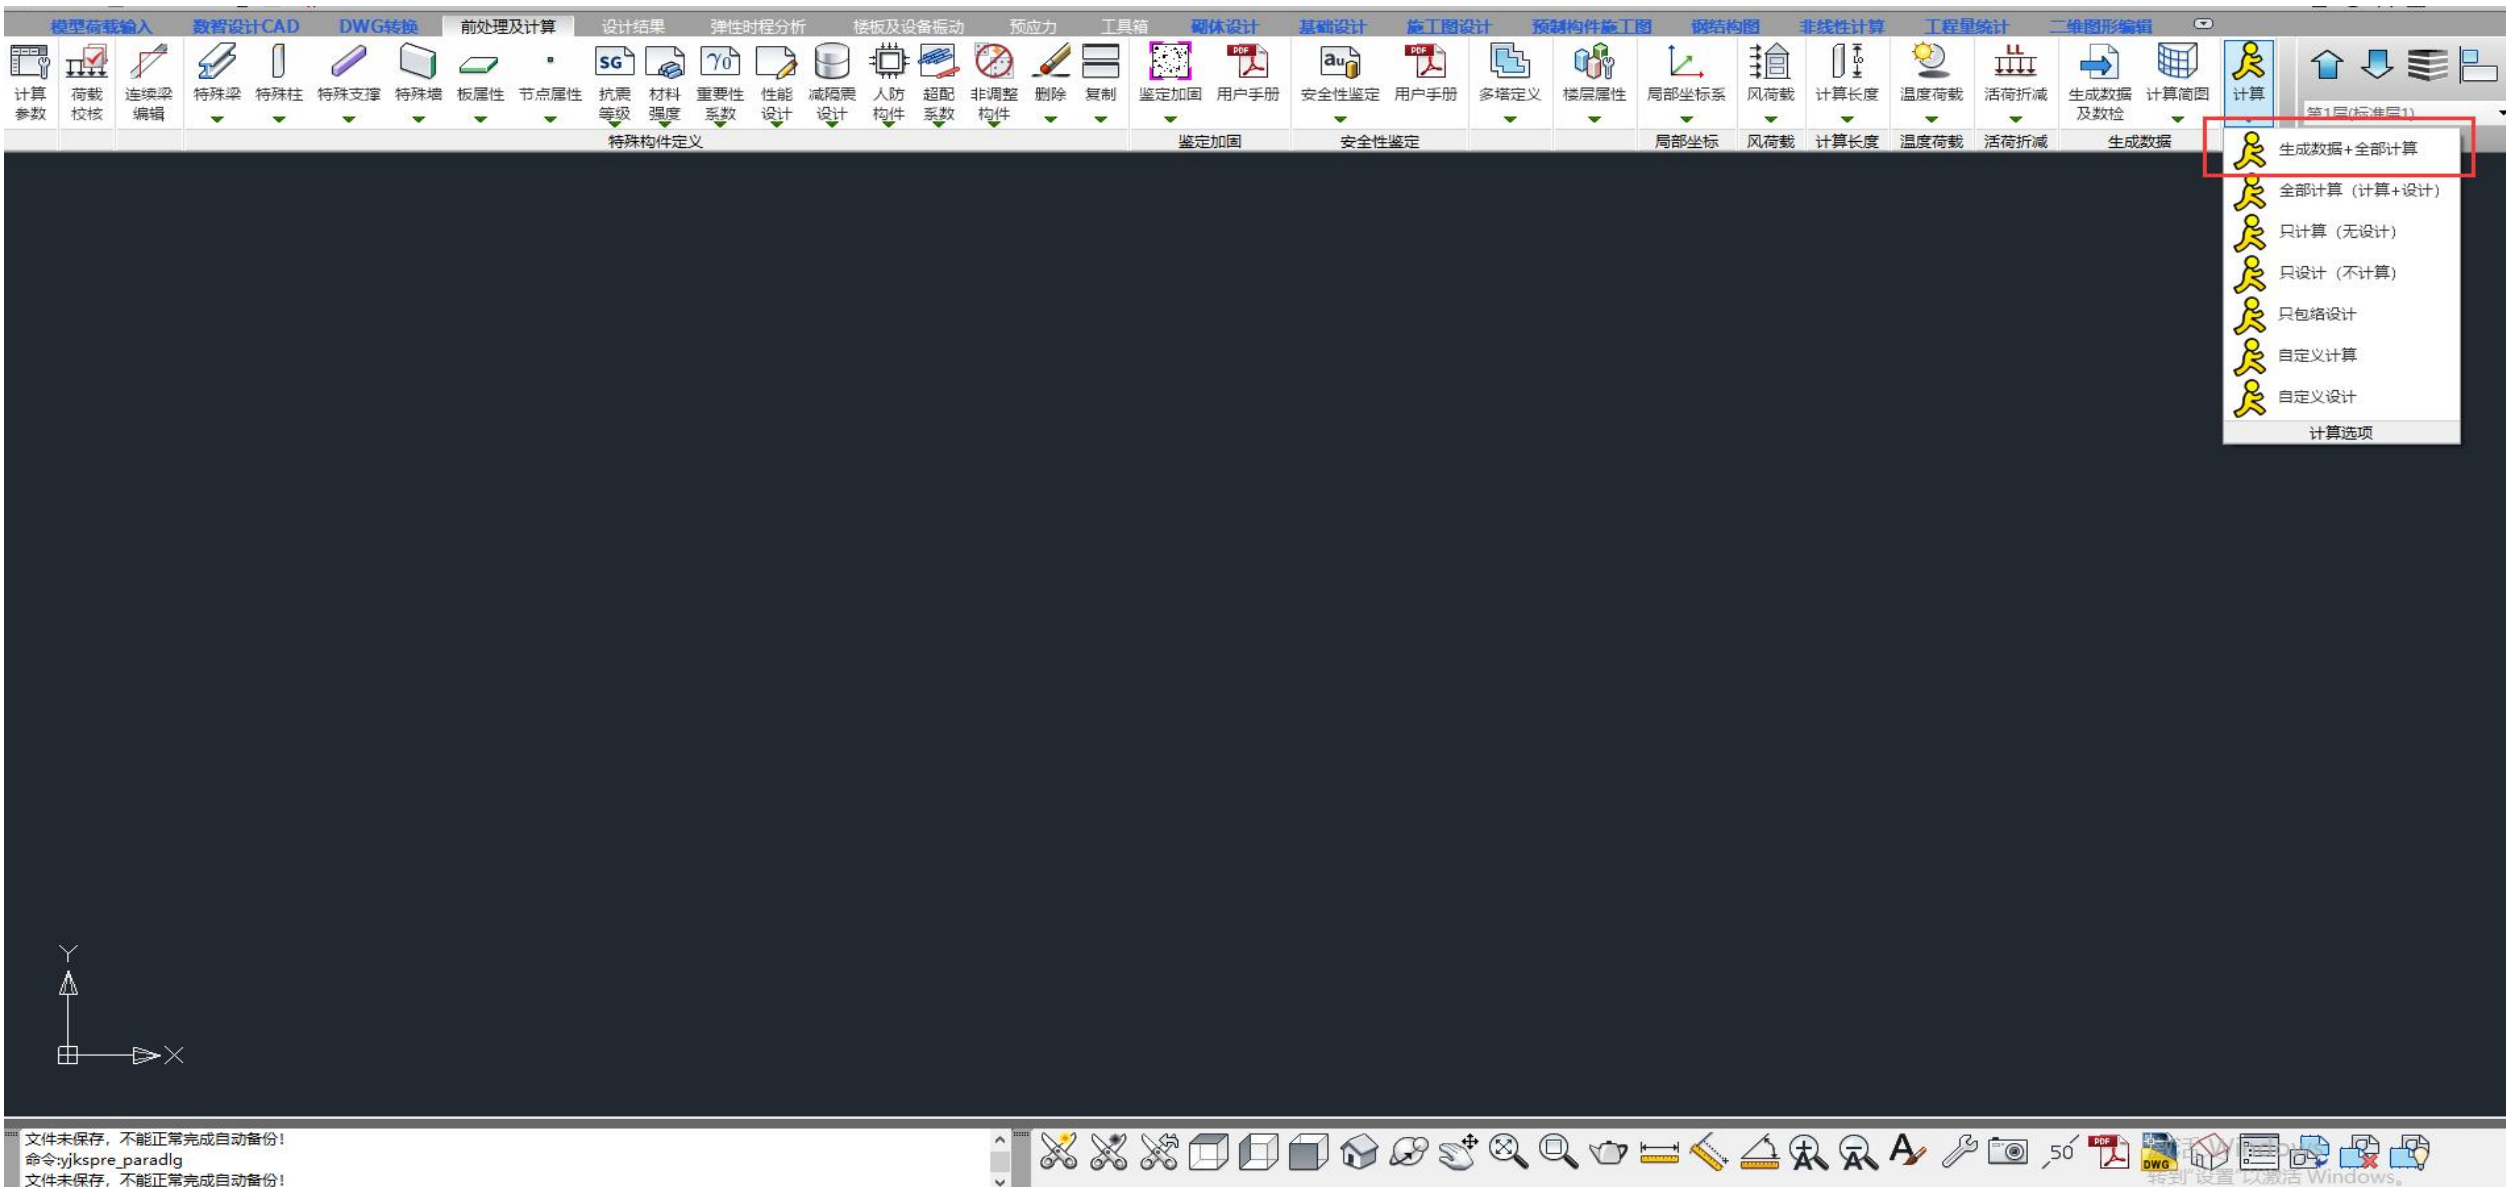 模型荷载输入 数智设计CAD DWG转换 前处理及计算 设计结果 弹性时程分析 楼板及设备振动 预应力 工具箱 砌体设计 基础设计 施工图设计 预制构件施工图 钢结构图 非线性计算 工程量统计 二维图形编辑
计算参数 荷载校核 连续梁编辑 特殊梁 特殊柱 特殊支撑 特殊墙 板属性 节点属性 抗震等级 材料强度 重要性系数 性能设计 减隔震设计 人防构件 超配系数 非调整构件 删除 复制 鉴定加固 用户手册 安全性鉴定 用户手册 多塔定义 楼层属性 局部坐标系 风荷载 计算长度 温度荷载 活荷折减 生成数据及数检 计算简图 计算
第1层(标准层1)
特殊构件定义 鉴定加固 安全性鉴定 局部坐标 风荷载 计算长度 温度荷载 活荷折减 生成数据
生成数据+全部计算
全部计算（计算+设计）
只计算（无设计）
只设计（不计算）
只包络设计
自定义计算
自定义设计
计算选项
Y
X
文件未保存，不能正常完成自动备份!
命令:yjkspre_paradlg
文件未保存，不能正常完成自动备份!
转到"设置"以激活 Windows。